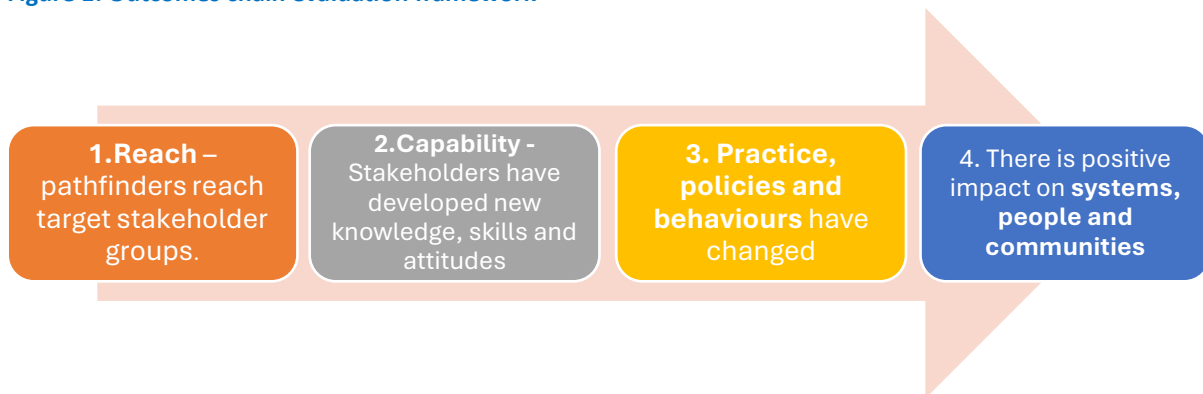 1.Reach –
pathfinders reach
target stakeholder
groups.
2.Capability -
Stakeholders have
developed new
knowledge, skills and
attitudes
3. Practice,
policies and
behaviours have
changed
4. There is positive
impact on systems,
people and
communities